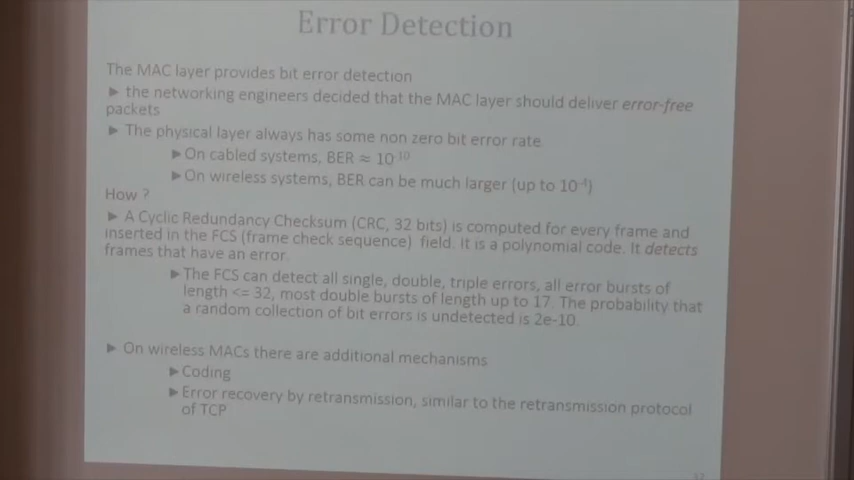 Error Detection
The MAC layer provides bit error detection
► the networking engineers decided that the MAC layer should deliver error-free
packets
► The physical layer always has some non zero bit error rate
► On cabled systems, BER ≈ 10⁻¹⁰
► On wireless systems, BER can be much larger (up to 10⁻⁴)
How ?
► A Cyclic Redundancy Checksum (CRC, 32 bits) is computed for every frame and
inserted in the FCS (frame check sequence) field. It is a polynomial code. It detects
frames that have an error.
► The FCS can detect all single, double, triple errors, all error bursts of
length <= 32, most double bursts of length up to 17. The probability that
a random collection of bit errors is undetected is 2e-10.
► On wireless MACs there are additional mechanisms
► Coding
► Error recovery by retransmission, similar to the retransmission protocol
of TCP